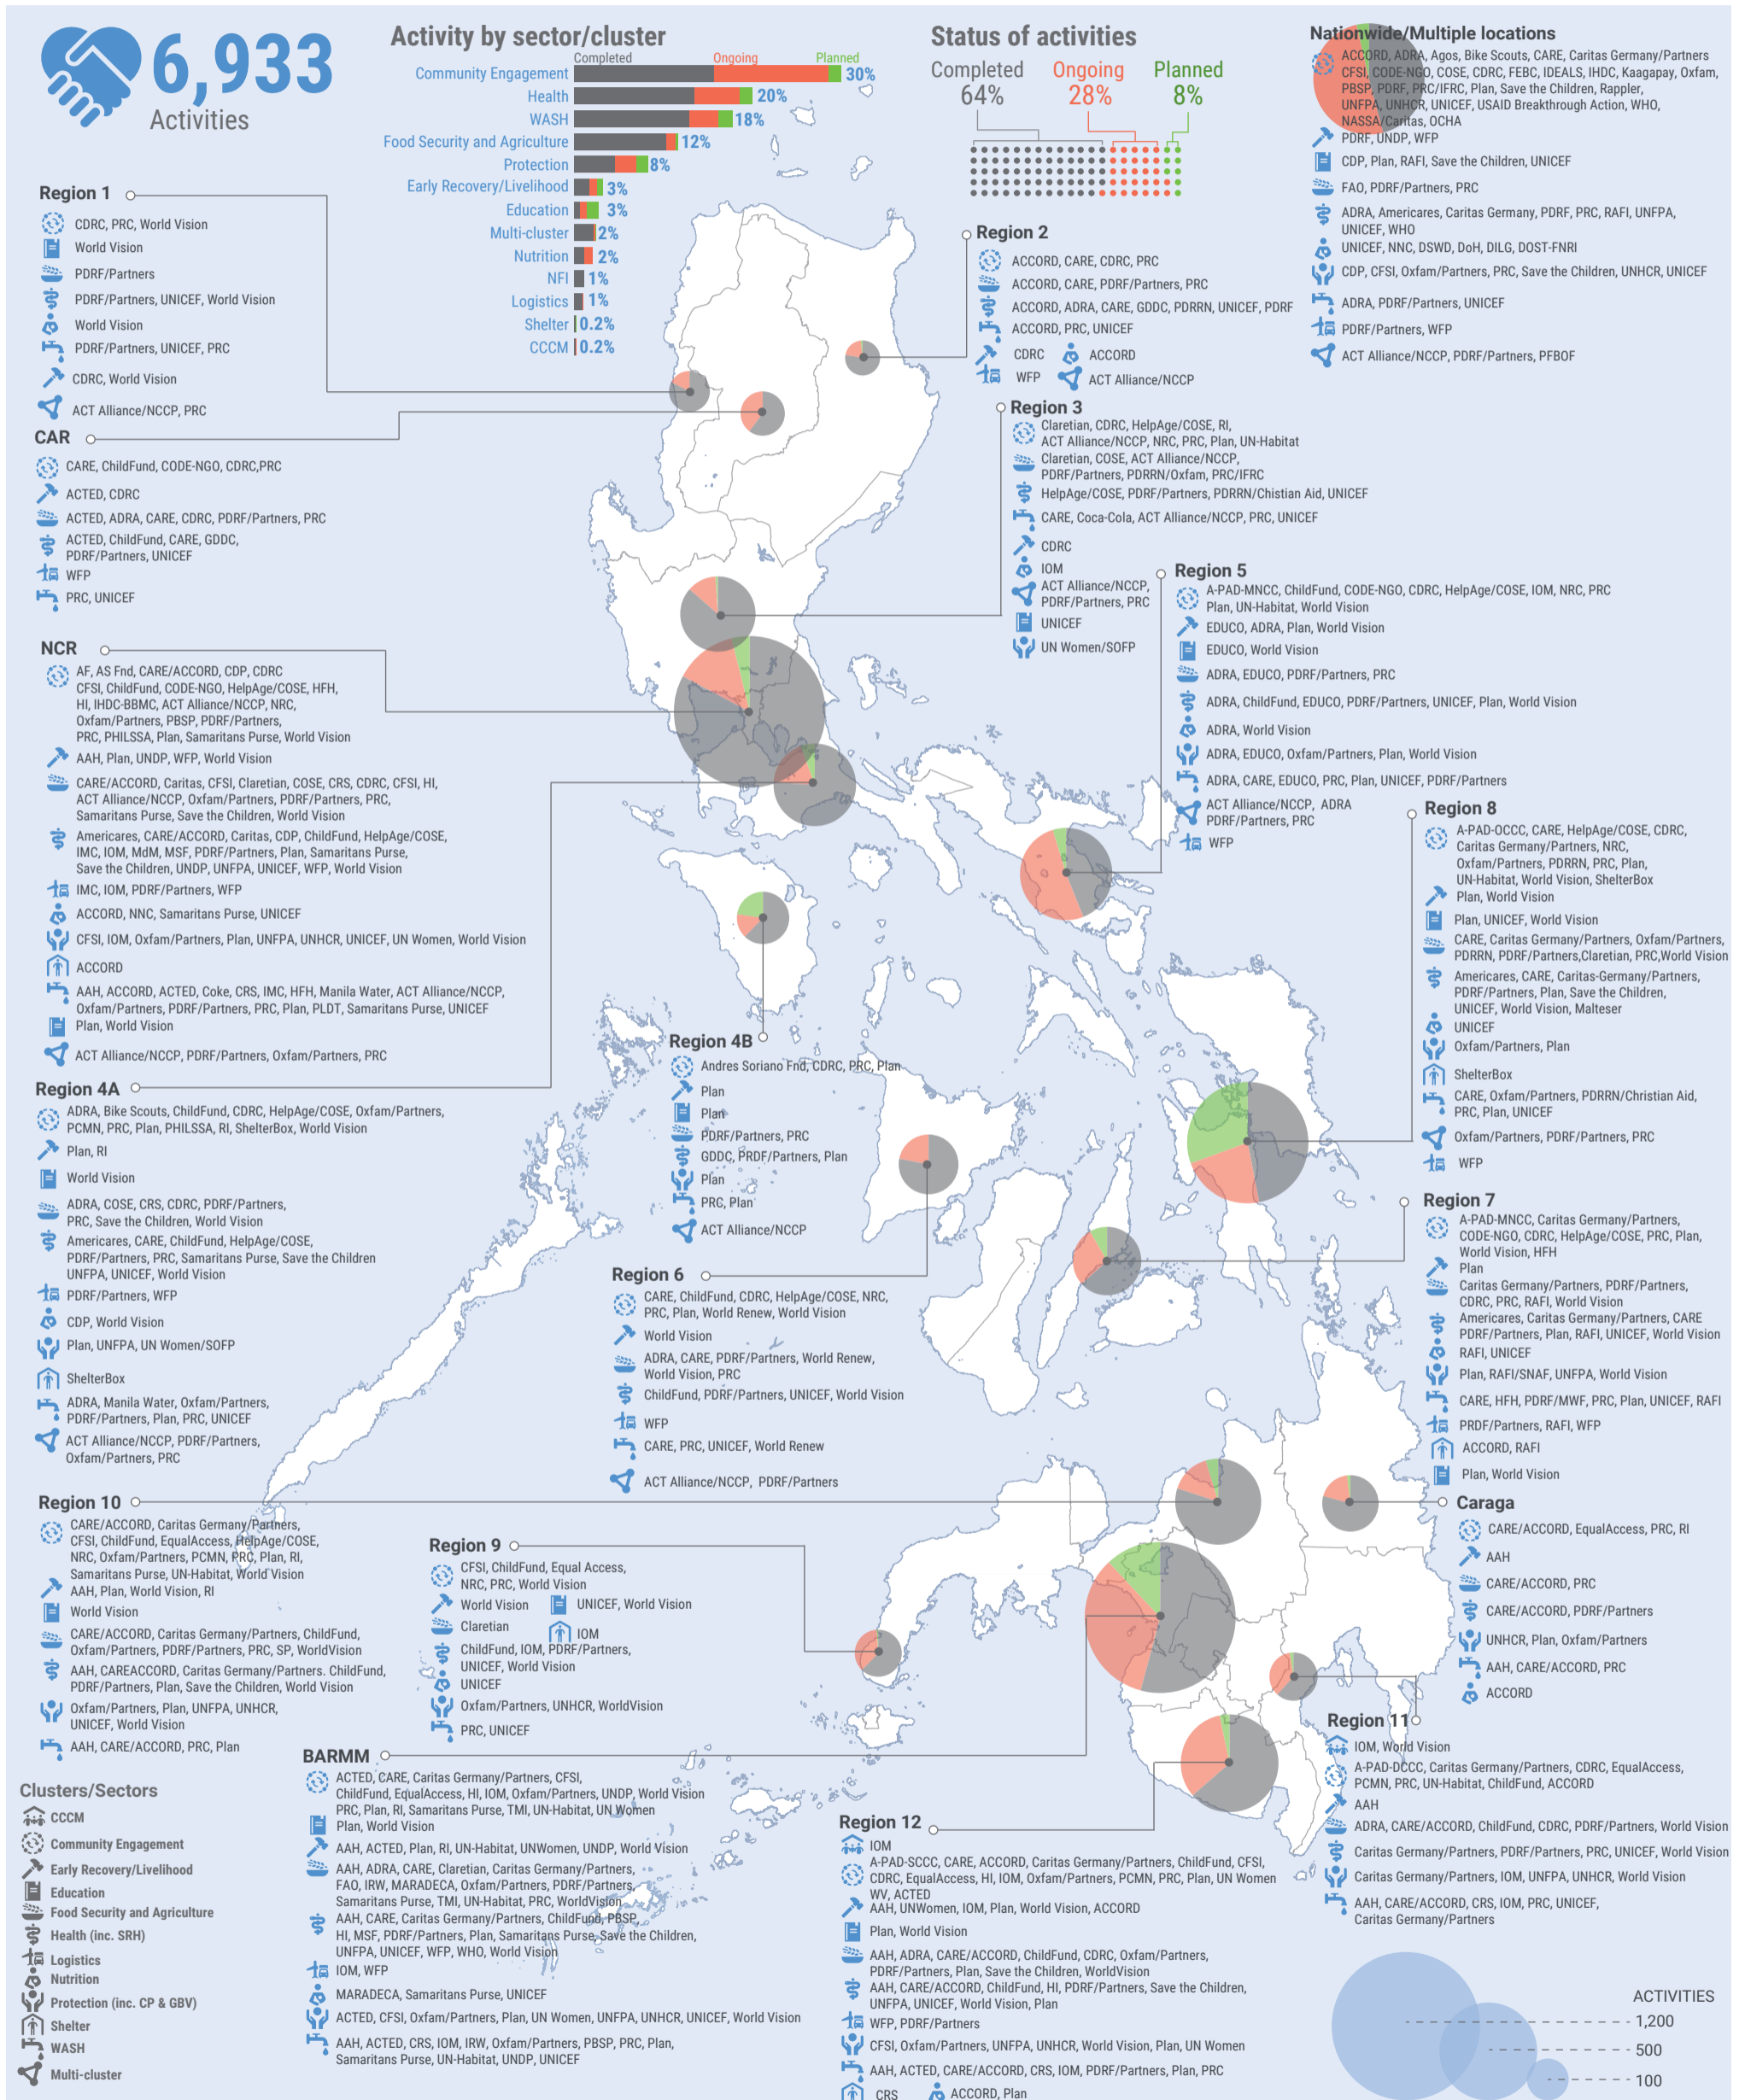 6,933
Activities
Activity by sector/cluster
Completed
Ongoing
Planned
Community Engagement 30%
Health 20%
WASH 18%
Food Security and Agriculture 12%
Protection 8%
Early Recovery/Livelihood 3%
Education 3%
Multi-cluster 2%
Nutrition 2%
NFI 1%
Logistics 1%
Shelter 0.2%
CCCM 0.2%
Status of activities
Completed Ongoing Planned
64% 28% 8%
Nationwide/Multiple locations
ACCORD, ADRA, Agos, Bike Scouts, CARE, Caritas Germany/Partners
CFSI, CODE-NGO, COSE, CDRC, FEBC, IDEALS, IHDC, Kaagapay, Oxfam,
PBSP, PDRF, PRC/IFRC, Plan, Save the Children, Rappler,
UNFPA, UNHCR, UNICEF, USAID Breakthrough Action, WHO,
NASSA/Caritas, OCHA
PDRF, UNDP, WFP
CDP, Plan, RAFI, Save the Children, UNICEF
FAO, PDRF/Partners, PRC
ADRA, Americares, Caritas Germany, PDRF, PRC, RAFI, UNFPA,
UNICEF, WHO
UNICEF, NNC, DSWD, DoH, DILG, DOST-FNRI
CDP, CFSI, Oxfam/Partners, PRC, Save the Children, UNHCR, UNICEF
ADRA, PDRF/Partners, UNICEF
PDRF/Partners, WFP
ACT Alliance/NCCP, PDRF/Partners, PFBOF
Region 1
CDRC, PRC, World Vision
World Vision
PDRF/Partners
PDRF/Partners, UNICEF, World Vision
World Vision
PDRF/Partners, UNICEF, PRC
CDRC, World Vision
ACT Alliance/NCCP, PRC
CAR
CARE, ChildFund, CODE-NGO, CDRC,PRC
ACTED, CDRC
ACTED, ADRA, CARE, CDRC, PDRF/Partners, PRC
ACTED, ChildFund, CARE, GDDC,
PDRF/Partners, UNICEF
WFP
PRC, UNICEF
Region 2
ACCORD, CARE, CDRC, PRC
ACCORD, CARE, PDRF/Partners, PRC
ACCORD, ADRA, CARE, GDDC, PDRRN, UNICEF, PDRF
ACCORD, PRC, UNICEF
CDRC ACCORD
WFP ACT Alliance/NCCP
Region 3
Claretian, CDRC, HelpAge/COSE, RI,
ACT Alliance/NCCP, NRC, PRC, Plan, UN-Habitat
Claretian, COSE, ACT Alliance/NCCP,
PDRF/Partners, PDRRN/Oxfam, PRC/IFRC
HelpAge/COSE, PDRF/Partners, PDRRN/Chistian Aid, UNICEF
CARE, Coca-Cola, ACT Alliance/NCCP, PRC, UNICEF
CDRC
IOM
ACT Alliance/NCCP,
PDRF/Partners, PRC
UNICEF
UN Women/SOFP
Region 5
A-PAD-MNCC, ChildFund, CODE-NGO, CDRC, HelpAge/COSE, IOM, NRC, PRC
Plan, UN-Habitat, World Vision
EDUCO, ADRA, Plan, World Vision
EDUCO, World Vision
ADRA, EDUCO, PDRF/Partners, PRC
ADRA, ChildFund, EDUCO, PDRF/Partners, UNICEF, Plan, World Vision
ADRA, World Vision
ADRA, EDUCO, Oxfam/Partners, Plan, World Vision
ADRA, CARE, EDUCO, PRC, Plan, UNICEF, PDRF/Partners
ACT Alliance/NCCP, ADRA
PDRF/Partners, PRC
WFP
NCR
AF, AS Fnd, CARE/ACCORD, CDP, CDRC
CFSI, ChildFund, CODE-NGO, HelpAge/COSE, HFH,
HI, IHDC-BBMC, ACT Alliance/NCCP, NRC,
Oxfam/Partners, PBSP, PDRF/Partners,
PRC, PHILSSA, Plan, Samaritans Purse, World Vision
AAH, Plan, UNDP, WFP, World Vision
CARE/ACCORD, Caritas, CFSI, Claretian, COSE, CRS, CDRC, CFSI, HI,
ACT Alliance/NCCP, Oxfam/Partners, PDRF/Partners, PRC,
Samaritans Purse, Save the Children, World Vision
Americares, CARE/ACCORD, Caritas, CDP, ChildFund, HelpAge/COSE,
IMC, IOM, MdM, MSF, PDRF/Partners, Plan, Samaritans Purse,
Save the Children, UNDP, UNFPA, UNICEF, WFP, World Vision
IMC, IOM, PDRF/Partners, WFP
ACCORD, NNC, Samaritans Purse, UNICEF
CFSI, IOM, Oxfam/Partners, Plan, UNFPA, UNHCR, UNICEF, UN Women, World Vision
ACCORD
AAH, ACCORD, ACTED, Coke, CRS, IMC, HFH, Manila Water, ACT Alliance/NCCP,
Oxfam/Partners, PDRF/Partners, PRC, Plan, PLDT, Samaritans Purse, UNICEF
Plan, World Vision
ACT Alliance/NCCP, PDRF/Partners, Oxfam/Partners, PRC
Region 8
A-PAD-OCCC, CARE, HelpAge/COSE, CDRC,
Caritas Germany/Partners, NRC,
Oxfam/Partners, PDRRN, PRC, Plan,
UN-Habitat, World Vision, ShelterBox
Plan, World Vision
Plan, UNICEF, World Vision
CARE, Caritas Germany/Partners, Oxfam/Partners,
PDRRN, PDRF/Partners,Claretian, PRC,World Vision
Americares, CARE, Caritas-Germany/Partners,
PDRF/Partners, Plan, Save the Children,
UNICEF, World Vision, Malteser
UNICEF
Oxfam/Partners, Plan
ShelterBox
CARE, Oxfam/Partners, PDRRN/Christian Aid,
PRC, Plan, UNICEF
Oxfam/Partners, PDRF/Partners, PRC
WFP
Region 4B
Andres Soriano Fnd, CDRC, PRC, Plan
Plan
Plan
PDRF/Partners, PRC
GDDC, PRDF/Partners, Plan
Plan
PRC, Plan
ACT Alliance/NCCP
Region 4A
ADRA, Bike Scouts, ChildFund, CDRC, HelpAge/COSE, Oxfam/Partners,
PCMN, PRC, Plan, PHILSSA, RI, ShelterBox, World Vision
Plan, RI
World Vision
ADRA, COSE, CRS, CDRC, PDRF/Partners,
PRC, Save the Children, World Vision
Americares, CARE, ChildFund, HelpAge/COSE,
PDRF/Partners, PRC, Samaritans Purse, Save the Children
UNFPA, UNICEF, World Vision
PDRF/Partners, WFP
CDP, World Vision
Plan, UNFPA, UN Women/SOFP
ShelterBox
ADRA, Manila Water, Oxfam/Partners,
PDRF/Partners, Plan, PRC, UNICEF
ACT Alliance/NCCP, PDRF/Partners,
Oxfam/Partners, PRC
Region 7
A-PAD-MNCC, Caritas Germany/Partners,
CODE-NGO, CDRC, HelpAge/COSE, PRC, Plan,
World Vision, HFH
Plan
Caritas Germany/Partners, PDRF/Partners,
CDRC, PRC, RAFI, World Vision
Americares, Caritas Germany/Partners, CARE
PDRF/Partners, Plan, RAFI, UNICEF, World Vision
RAFI, UNICEF
Plan, RAFI/SNAF, UNFPA, World Vision
CARE, HFH, PDRF/MWF, PRC, Plan, UNICEF, RAFI
PRDF/Partners, RAFI, WFP
ACCORD, RAFI
Plan, World Vision
Region 6
CARE, ChildFund, CDRC, HelpAge/COSE, NRC,
PRC, Plan, World Renew, World Vision
World Vision
ADRA, CARE, PDRF/Partners, World Renew,
World Vision, PRC
ChildFund, PDRF/Partners, UNICEF, World Vision
WFP
CARE, PRC, UNICEF, World Renew
ACT Alliance/NCCP, PDRF/Partners
Region 10
CARE/ACCORD, Caritas Germany/Partners,
CFSI, ChildFund, EqualAccess, HelpAge/COSE,
NRC, Oxfam/Partners, PCMN, PRC, Plan, RI,
Samaritans Purse, UN-Habitat, World Vision
AAH, Plan, World Vision, RI
World Vision
CARE/ACCORD, Caritas Germany/Partners, ChildFund,
Oxfam/Partners, PDRF/Partners, PRC, SP, WorldVision
AAH, CAREACCORD, Caritas Germany/Partners. ChildFund,
PDRF/Partners, Plan, Save the Children, World Vision
Oxfam/Partners, Plan, UNFPA, UNHCR,
UNICEF, World Vision
AAH, CARE/ACCORD, PRC, Plan
Region 9
CFSI, ChildFund, Equal Access,
NRC, PRC, World Vision
World Vision UNICEF, World Vision
Claretian IOM
ChildFund, IOM, PDRF/Partners,
UNICEF, World Vision
UNICEF
Oxfam/Partners, UNHCR, WorldVision
PRC, UNICEF
Caraga
CARE/ACCORD, EqualAccess, PRC, RI
AAH
CARE/ACCORD, PRC
CARE/ACCORD, PDRF/Partners
UNHCR, Plan, Oxfam/Partners
AAH, CARE/ACCORD, PRC
ACCORD
Region 11
IOM, World Vision
A-PAD-DCCC, Caritas Germany/Partners, CDRC, EqualAccess,
PCMN, PRC, UN-Habitat, ChildFund, ACCORD
AAH
ADRA, CARE/ACCORD, ChildFund, CDRC, PDRF/Partners, World Vision
Caritas Germany/Partners, PDRF/Partners, PRC, UNICEF, World Vision
Caritas Germany/Partners, IOM, UNFPA, UNHCR, World Vision
AAH, CARE/ACCORD, CRS, IOM, PRC, UNICEF,
Caritas Germany/Partners
BARMM
ACTED, CARE, Caritas Germany/Partners, CFSI,
ChildFund, EqualAccess, HI, IOM, Oxfam/Partners, UNDP, World Vision
PRC, Plan, RI, Samaritans Purse, TMI, UN-Habitat, UN Women
Plan, World Vision
AAH, ACTED, Plan, RI, UN-Habitat, UNWomen, UNDP, World Vision
AAH, ADRA, CARE, Claretian, Caritas Germany/Partners,
FAO, IRW, MARADECA, Oxfam/Partners, PDRF/Partners,
Samaritans Purse, TMI, UN-Habitat, PRC, WorldVision
AAH, CARE, Caritas Germany/Partners, ChildFund, PBSP,
HI, MSF, PDRF/Partners, Plan, Samaritans Purse, Save the Children,
UNFPA, UNICEF, WFP, WHO, World Vision
IOM, WFP
MARADECA, Samaritans Purse, UNICEF
ACTED, CFSI, Oxfam/Partners, Plan, UN Women, UNFPA, UNHCR, UNICEF, World Vision
AAH, ACTED, CRS, IOM, IRW, Oxfam/Partners, PBSP, PRC, Plan,
Samaritans Purse, UN-Habitat, UNDP, UNICEF
Region 12
IOM
A-PAD-SCCC, CARE, ACCORD, Caritas Germany/Partners, ChildFund, CFSI,
CDRC, EqualAccess, HI, IOM, Oxfam/Partners, PCMN, PRC, Plan, UN Women
WV, ACTED
AAH, UNWomen, IOM, Plan, World Vision, ACCORD
Plan, World Vision
AAH, ADRA, CARE/ACCORD, ChildFund, CDRC, Oxfam/Partners,
PDRF/Partners, Plan, Save the Children, WorldVision
AAH, CARE/ACCORD, ChildFund, HI, PDRF/Partners, Save the Children,
UNFPA, UNICEF, World Vision, Plan
WFP, PDRF/Partners
CFSI, Oxfam/Partners, UNFPA, UNHCR, World Vision, Plan, UN Women
AAH, ACTED, CARE/ACCORD, CRS, IOM, PDRF/Partners, Plan, PRC
CRS ACCORD, Plan
Clusters/Sectors
CCCM
Community Engagement
Early Recovery/Livelihood
Education
Food Security and Agriculture
Health (inc. SRH)
Logistics
Nutrition
Protection (inc. CP & GBV)
Shelter
WASH
Multi-cluster
ACTIVITIES
1,200
500
100